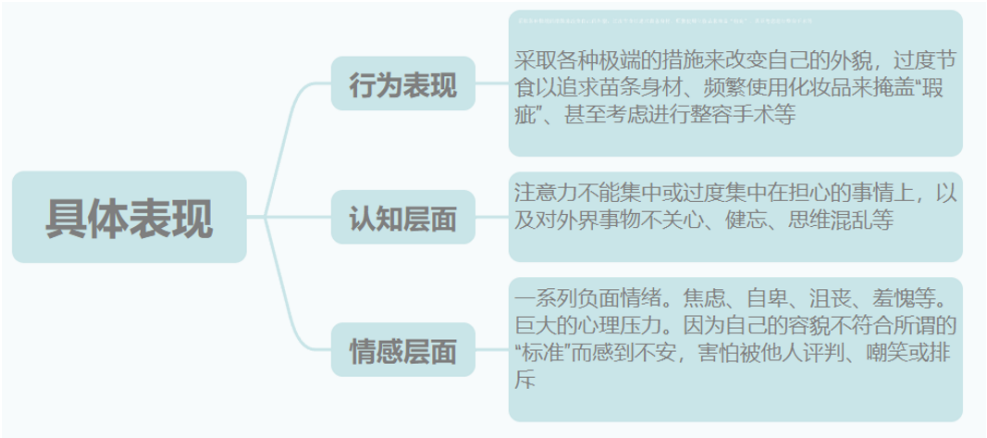 行为表现
采取各种极端的措施来改变自己的外貌，过度节
食以追求苗条身材、频繁使用化妆品来掩盖“瑕
疵”、甚至考虑进行整容手术等
具体表现
认知层面
注意力不能集中或过度集中在担心的事情上，以
及对外界事物不关心、健忘、思维混乱等
情感层面
一系列负面情绪。焦虑、自卑、沮丧、羞愧等。
巨大的心理压力。因为自己的容貌不符合所谓的
“标准”而感到不安，害怕被他人评判、嘲笑或排
斥